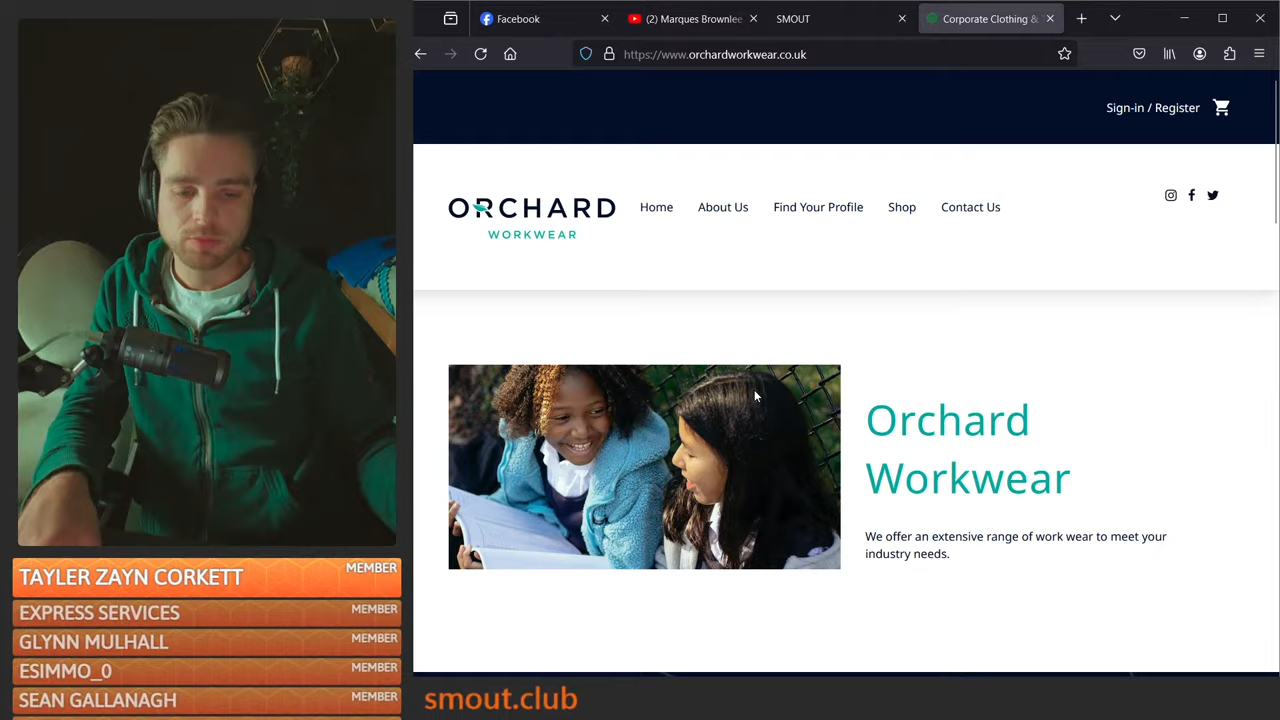 Facebook
(2) Marques Brownlee
SMOUT
Corporate Clothing &
https://www.orchardworkwear.co.uk
Sign-in / Register
ORCHARD
WORKWEAR
Home
About Us
Find Your Profile
Shop
Contact Us
Orchard
Workwear
We offer an extensive range of work wear to meet your
industry needs.
TAYLER ZAYN CORKETT
MEMBER
EXPRESS SERVICES
MEMBER
GLYNN MULHALL
MEMBER
ESIMMO_0
MEMBER
SEAN GALLANAGH
MEMBER
smout.club